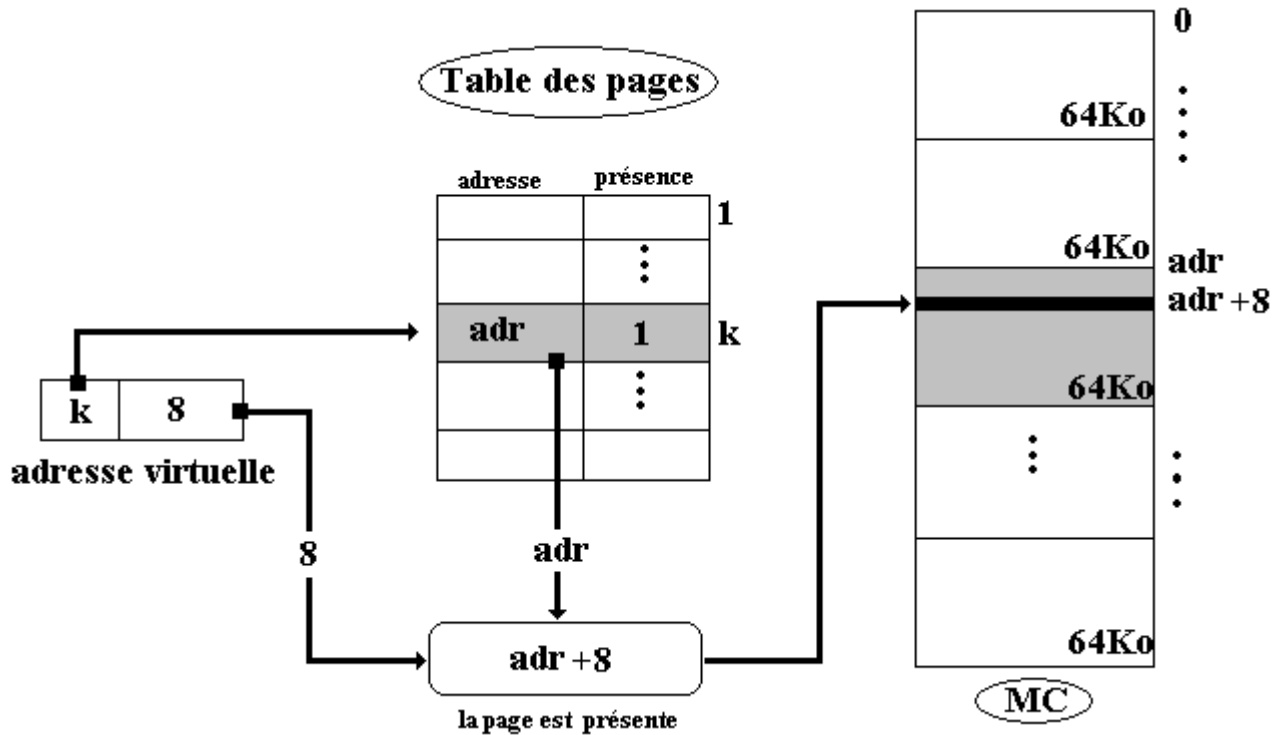 Table des pages
adresse
présence
1
adr
1
k
k
8
adresse virtuelle
8
adr
adr +8
la page est présente
0
64Ko
64Ko
adr
adr +8
64Ko
64Ko
MC